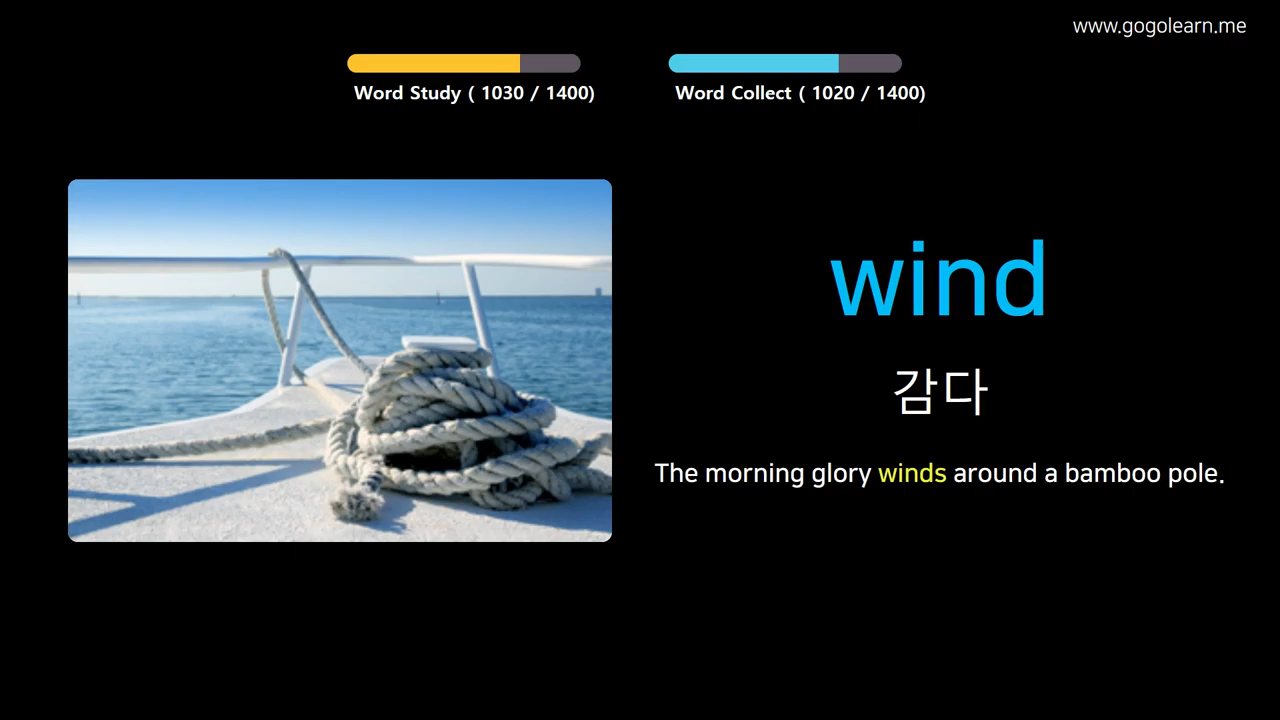 www.gogolearn.me
Word Study ( 1030 / 1400)
Word Collect ( 1020 / 1400)
wind
감다
The morning glory winds around a bamboo pole.